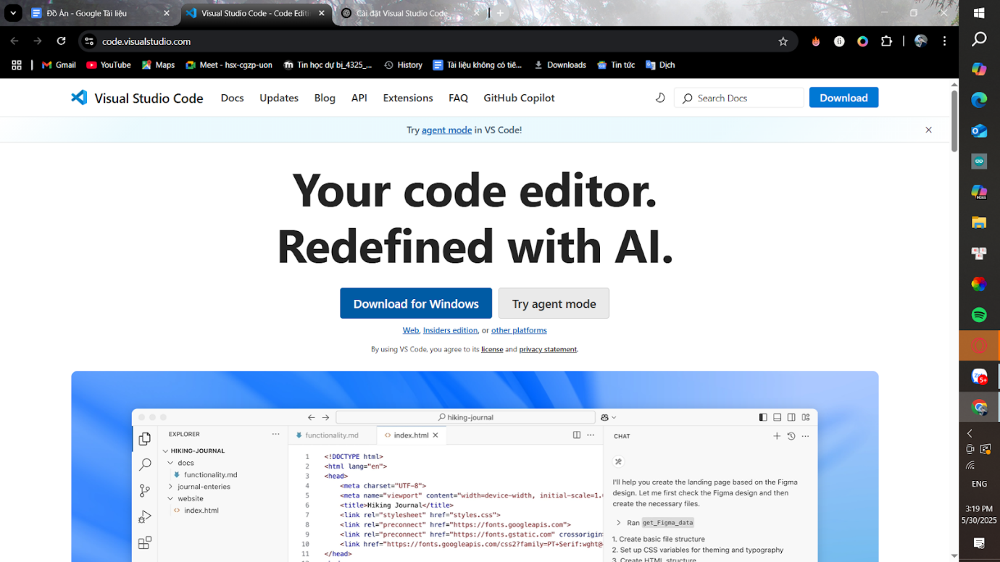 Đồ Án - Google Tài liệu
Visual Studio Code - Code Editi
Cài đặt Visual Studio Code
code.visualstudio.com
Gmail
YouTube
Maps
Meet - hsx-cgzp-uon
Tin học dự bị_4325_...
History
Tài liệu không có tiê...
Downloads
Tin tức
Dịch
Visual Studio Code
Docs
Updates
Blog
API
Extensions
FAQ
GitHub Copilot
Search Docs
Download
Try agent mode in VS Code!
Your code editor.
Redefined with AI.
Download for Windows
Try agent mode
Web, Insiders edition, or other platforms
By using VS Code, you agree to its license and privacy statement.
hiking-journal
EXPLORER
HIKING-JOURNAL
docs
functionality.md
journal-enteries
website
index.html
functionality.md
index.html
1 <!DOCTYPE html>
2 <html lang="en">
3 <head>
4 <meta charset="UTF-8">
5 <meta name="viewport" content="width=device-width, initial-scale=1.0
6 <title>Hiking Journal</title>
7 <link rel="stylesheet" href="styles.css">
8 <link rel="preconnect" href="https://fonts.googleapis.com">
9 <link rel="preconnect" href="https://fonts.gstatic.com" crossorigin>
10 <link href="https://fonts.googleapis.com/css2?family=PT+Serif:wght@
11 </head>
CHAT
I'll help you create the landing page based on the Figma
design. Let me first check the Figma design and then
create the necessary files.
Ran get_Figma_data
1. Create basic file structure
2. Set up CSS variables for theming and typography
3. Create HTML structure
5+
ENG
3:19 PM
5/30/2025